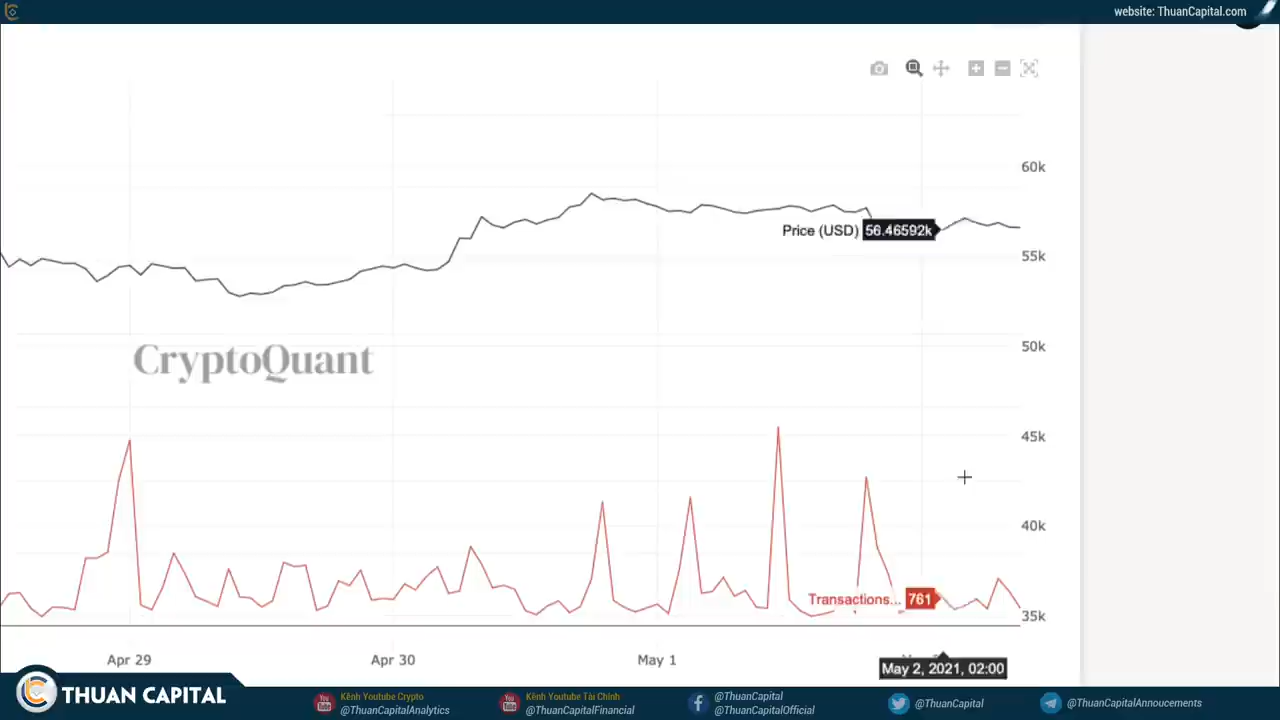 website: ThuanCapital.com
60k
Price (USD) 56.46592k
55k
CryptoQuant
50k
45k
40k
Transactions... 761
35k
Apr 29
Apr 30
May 1
May 2, 2021, 02:00
THUAN CAPITAL
Kênh Youtube Crypto
@ThuanCapitalAnalytics
Kênh Youtube Tài Chính
@ThuanCapitalFinancial
@ThuanCapital
@ThuanCapitalOfficial
@ThuanCapital
@ThuanCapitalAnnoucements